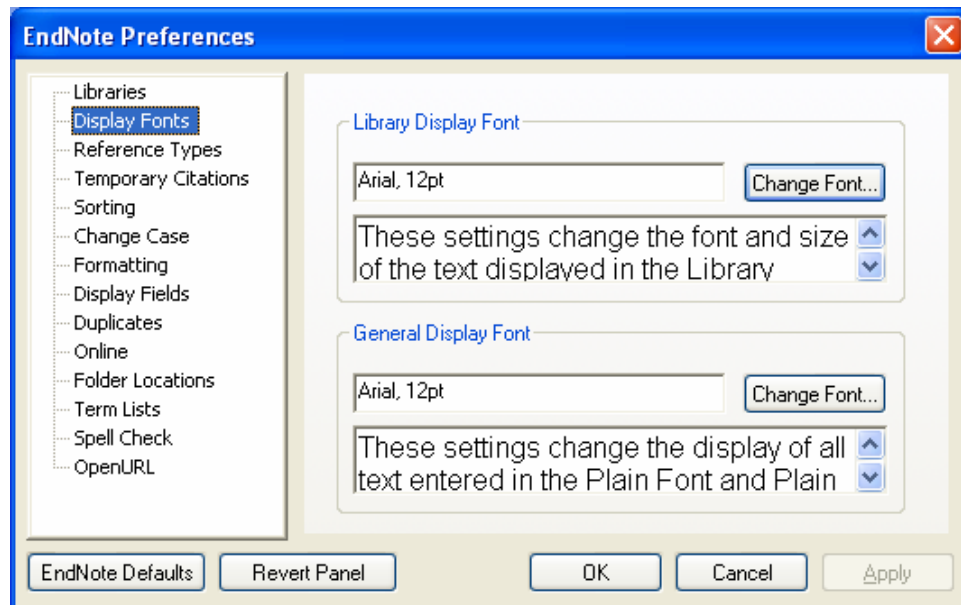 EndNote Preferences
Libraries
Display Fonts
Reference Types
Temporary Citations
Sorting
Change Case
Formatting
Display Fields
Duplicates
Online
Folder Locations
Term Lists
Spell Check
OpenURL
Library Display Font
Arial, 12pt
Change Font...
These settings change the font and size
of the text displayed in the Library
General Display Font
Arial, 12pt
Change Font...
These settings change the display of all
text entered in the Plain Font and Plain
EndNote Defaults
Revert Panel
OK
Cancel
Apply